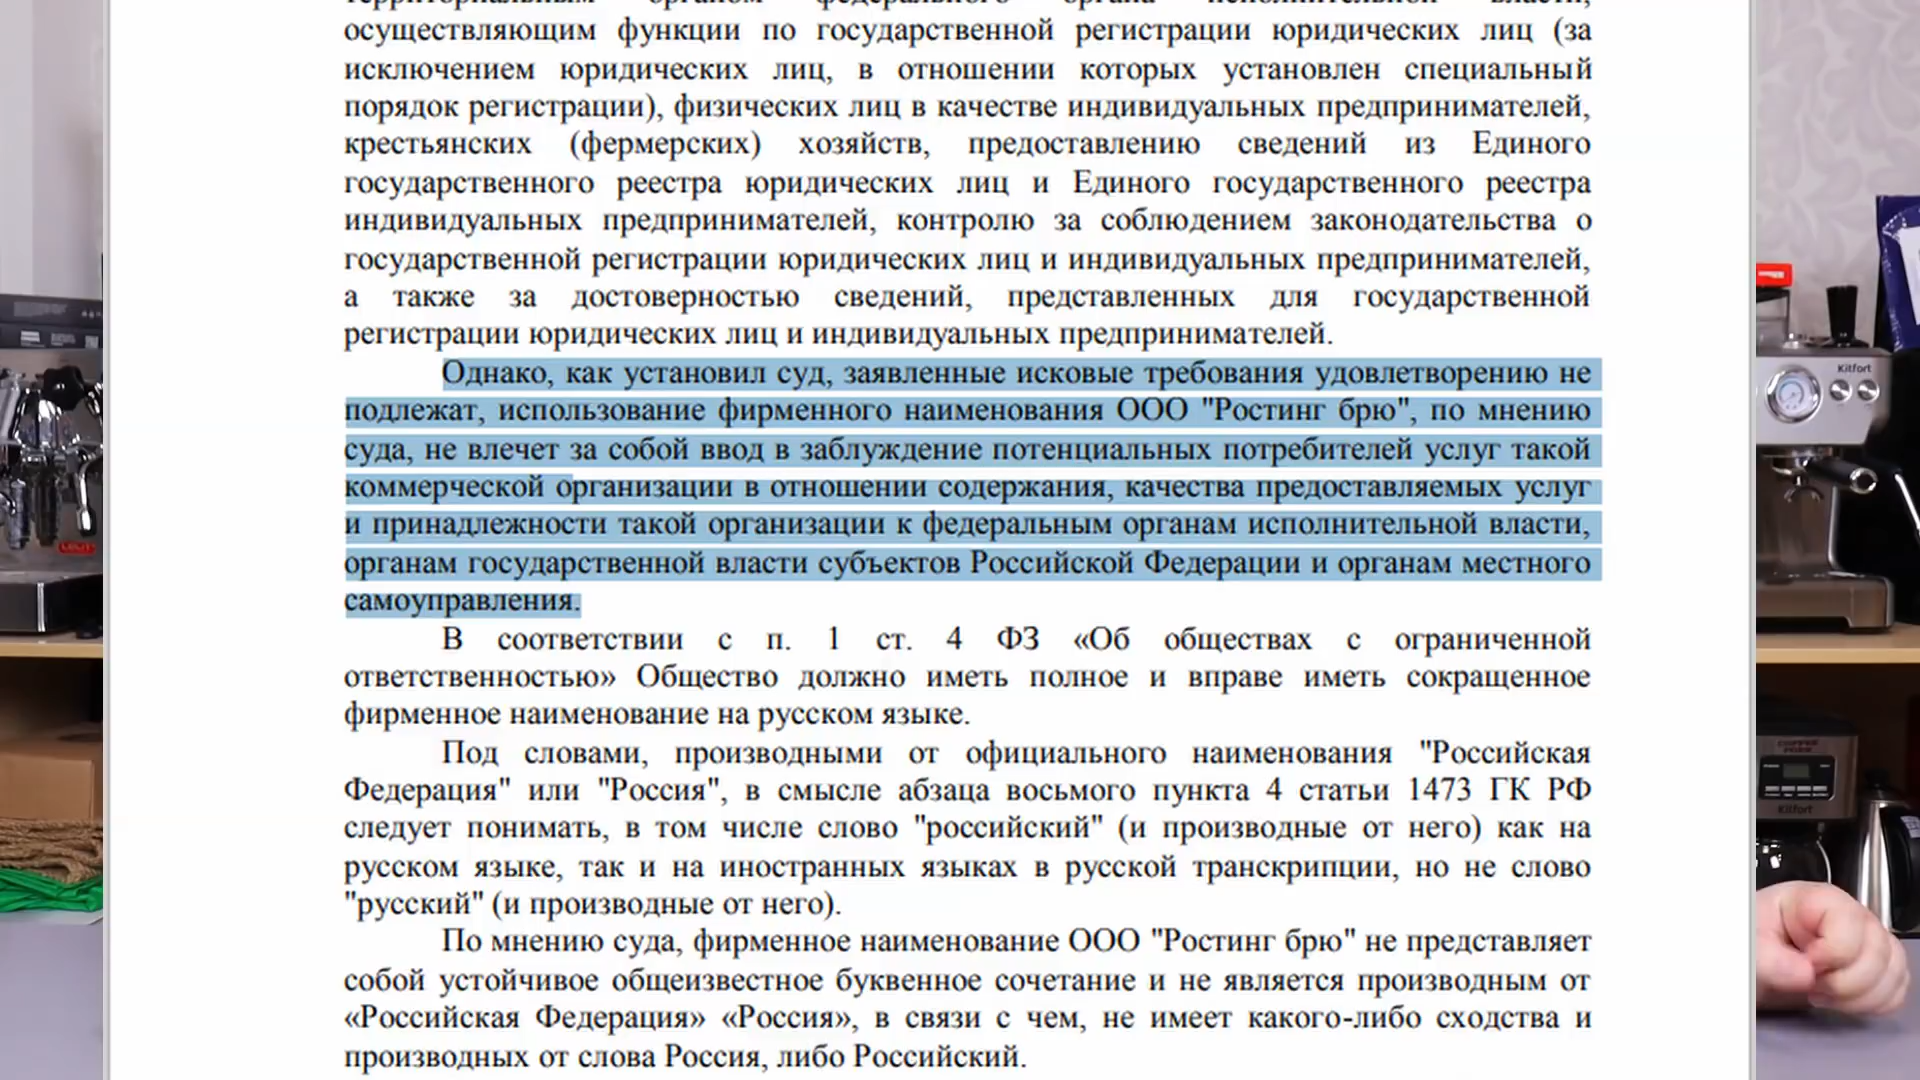 территориальным органом федерального органа исполнительной власти,
осуществляющим функции по государственной регистрации юридических лиц (за
исключением юридических лиц, в отношении которых установлен специальный
порядок регистрации), физических лиц в качестве индивидуальных предпринимателей,
крестьянских (фермерских) хозяйств, предоставлению сведений из Единого
государственного реестра юридических лиц и Единого государственного реестра
индивидуальных предпринимателей, контролю за соблюдением законодательства о
государственной регистрации юридических лиц и индивидуальных предпринимателей,
а также за достоверностью сведений, представленных для государственной
регистрации юридических лиц и индивидуальных предпринимателей.
Однако, как установил суд, заявленные исковые требования удовлетворению не
подлежат, использование фирменного наименования ООО "Ростинг брю", по мнению
суда, не влечет за собой ввод в заблуждение потенциальных потребителей услуг такой
коммерческой организации в отношении содержания, качества предоставляемых услуг
и принадлежности такой организации к федеральным органам исполнительной власти,
органам государственной власти субъектов Российской Федерации и органам местного
самоуправления.
В соответствии с п. 1 ст. 4 ФЗ «Об обществах с ограниченной
ответственностью» Общество должно иметь полное и вправе иметь сокращенное
фирменное наименование на русском языке.
Под словами, производными от официального наименования "Российская
Федерация" или "Россия", в смысле абзаца восьмого пункта 4 статьи 1473 ГК РФ
следует понимать, в том числе слово "российский" (и производные от него) как на
русском языке, так и на иностранных языках в русской транскрипции, но не слово
"русский" (и производные от него).
По мнению суда, фирменное наименование ООО "Ростинг брю" не представляет
собой устойчивое общеизвестное буквенное сочетание и не является производным от
«Российская Федерация» «Россия», в связи с чем, не имеет какого-либо сходства и
производных от слова Россия, либо Российский.
Kitfort
Kitfort